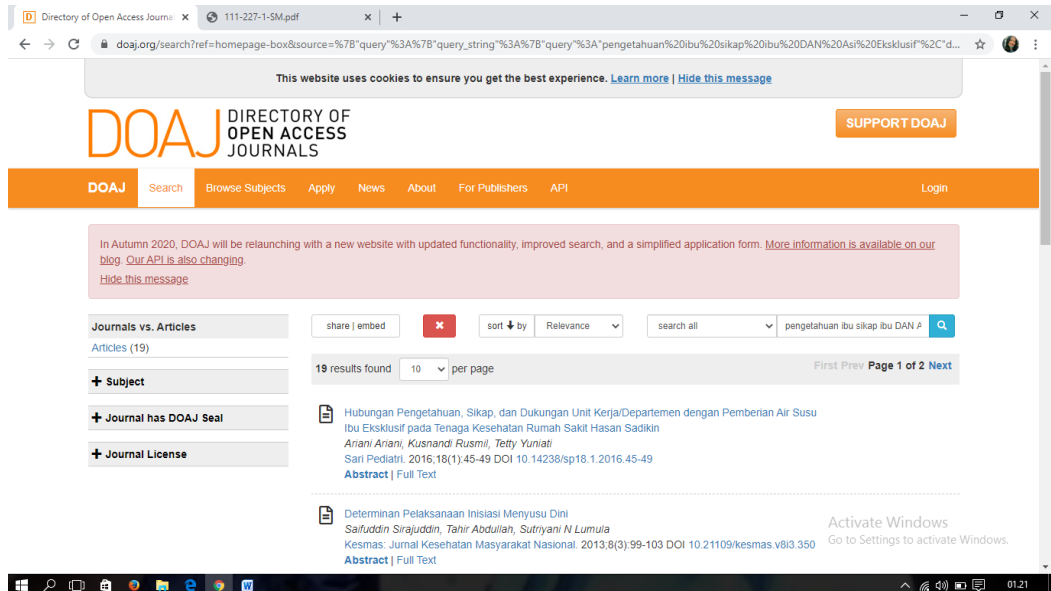 Directory of Open Access Journa
111-227-1-SM.pdf
doaj.org/search?ref=homepage-box&source=%7B"query"%3A%7B"query_string"%3A%7B"query"%3A"pengetahuan%20ibu%20sikap%20ibu%20DAN%20Asi%20Eksklusif"%2C"d...
This website uses cookies to ensure you get the best experience. Learn more | Hide this message
DOAJ
DIRECTORY OF
OPEN ACCESS
JOURNALS
SUPPORT DOAJ
DOAJ Search Browse Subjects Apply News About For Publishers API Login
In Autumn 2020, DOAJ will be relaunching with a new website with updated functionality, improved search, and a simplified application form. More information is available on our
blog. Our API is also changing.
Hide this message
Journals vs. Articles
Articles (19)
Subject
Journal has DOAJ Seal
Journal License
share | embed sort by Relevance search all pengetahuan ibu sikap ibu DAN A
19 results found 10 per page First Prev Page 1 of 2 Next
Hubungan Pengetahuan, Sikap, dan Dukungan Unit Kerja/Departemen dengan Pemberian Air Susu
Ibu Eksklusif pada Tenaga Kesehatan Rumah Sakit Hasan Sadikin
Ariani Ariani, Kusnandi Rusmil, Tetty Yuniati
Sari Pediatri. 2016;18(1):45-49 DOI 10.14238/sp18.1.2016.45-49
Abstract | Full Text
Determinan Pelaksanaan Inisiasi Menyusu Dini
Saifuddin Sirajuddin, Tahir Abdullah, Sutriyani N Lumula
Kesmas: Jurnal Kesehatan Masyarakat Nasional. 2013;8(3):99-103 DOI 10.21109/kesmas.v8i3.350
Abstract | Full Text
Activate Windows
Go to Settings to activate Windows.
01.21